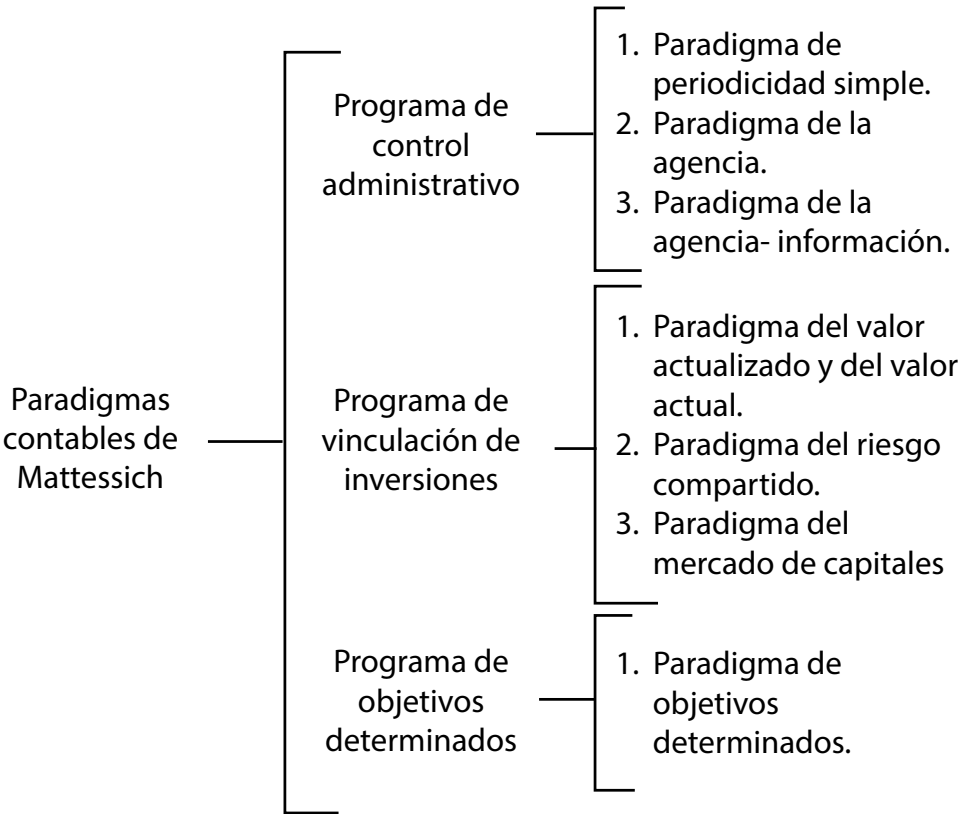 Paradigmas
contables de
Mattessich
Programa de
control
administrativo
1. Paradigma de
periodicidad simple.
2. Paradigma de la
agencia.
3. Paradigma de la
agencia- información.
Programa de
vinculación de
inversiones
1. Paradigma del valor
actualizado y del valor
actual.
2. Paradigma del riesgo
compartido.
3. Paradigma del
mercado de capitales
Programa de
objetivos
determinados
1. Paradigma de
objetivos
determinados.